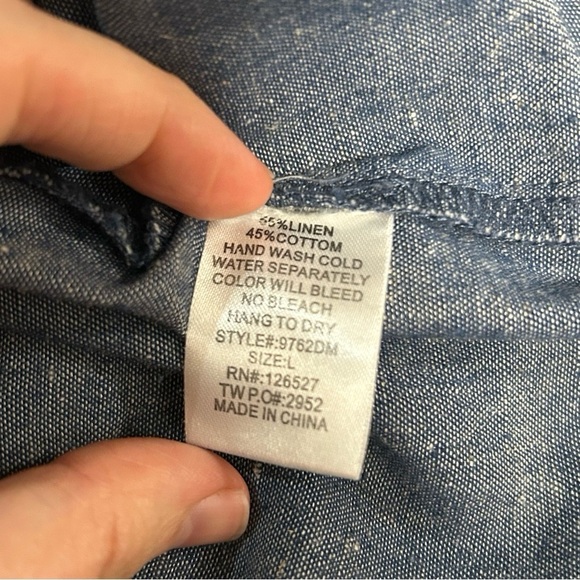 55%LINEN
45%COTTOM
HAND WASH COLD
WATER SEPARATELY
COLOR WILL BLEED
NO BLEACH
HANG TO DRY
STYLE#:9762DM
SIZE:L
RN#:126527
TW P.O#:2952
MADE IN CHINA